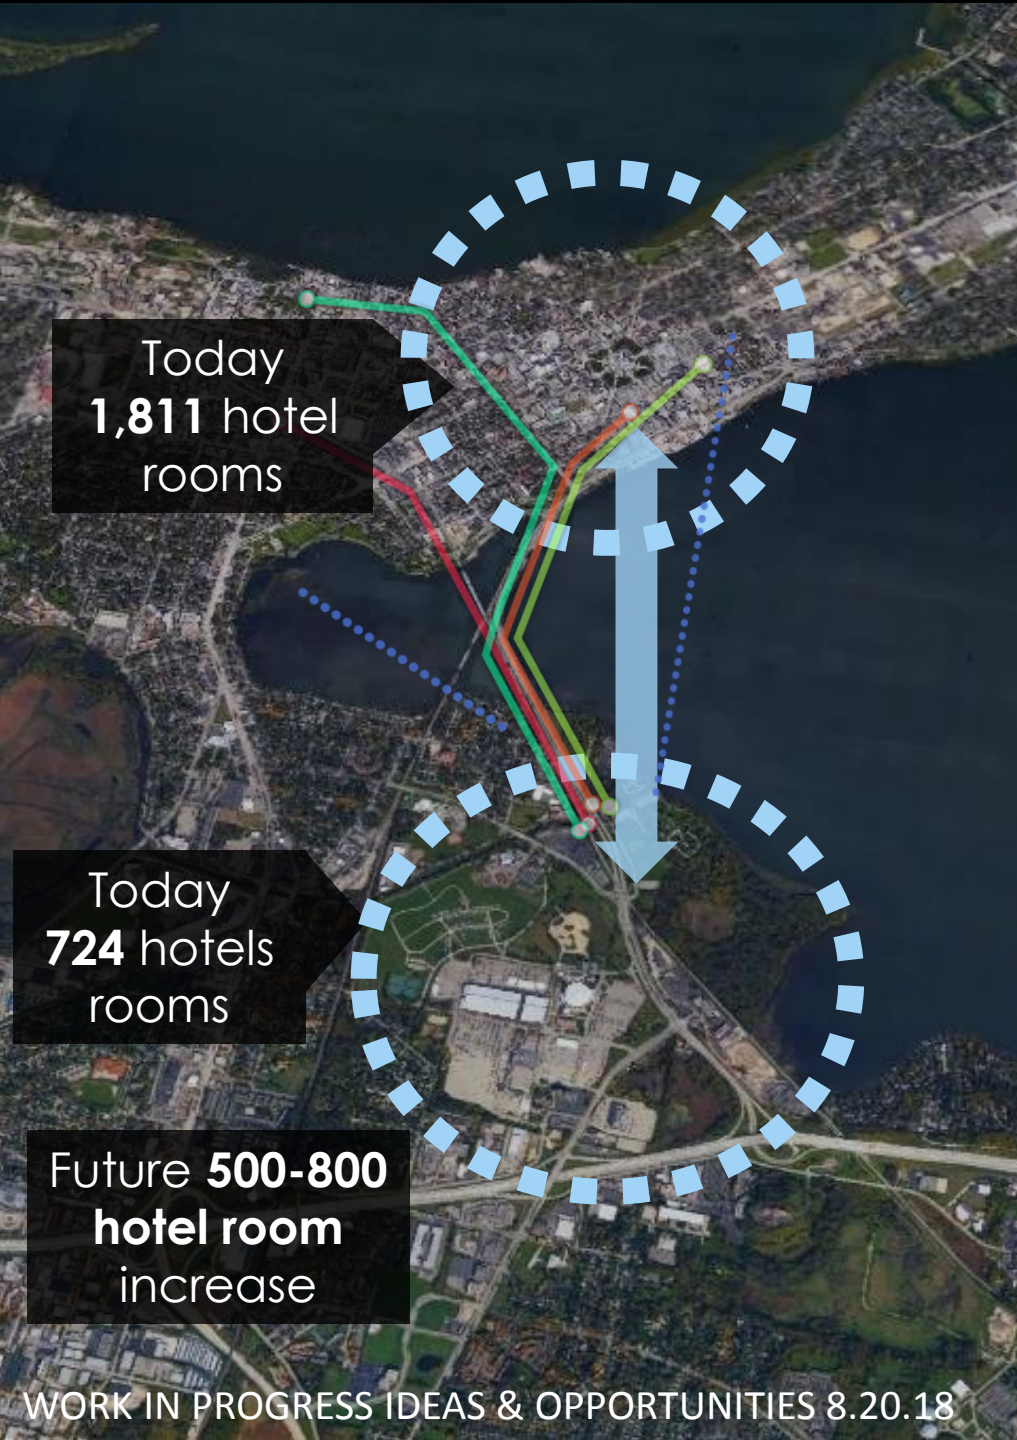 Today
1,811 hotel
rooms
Today
724 hotels
rooms
Future 500-800
hotel room
increase
WORK IN PROGRESS IDEAS & OPPORTUNITIES 8.20.18